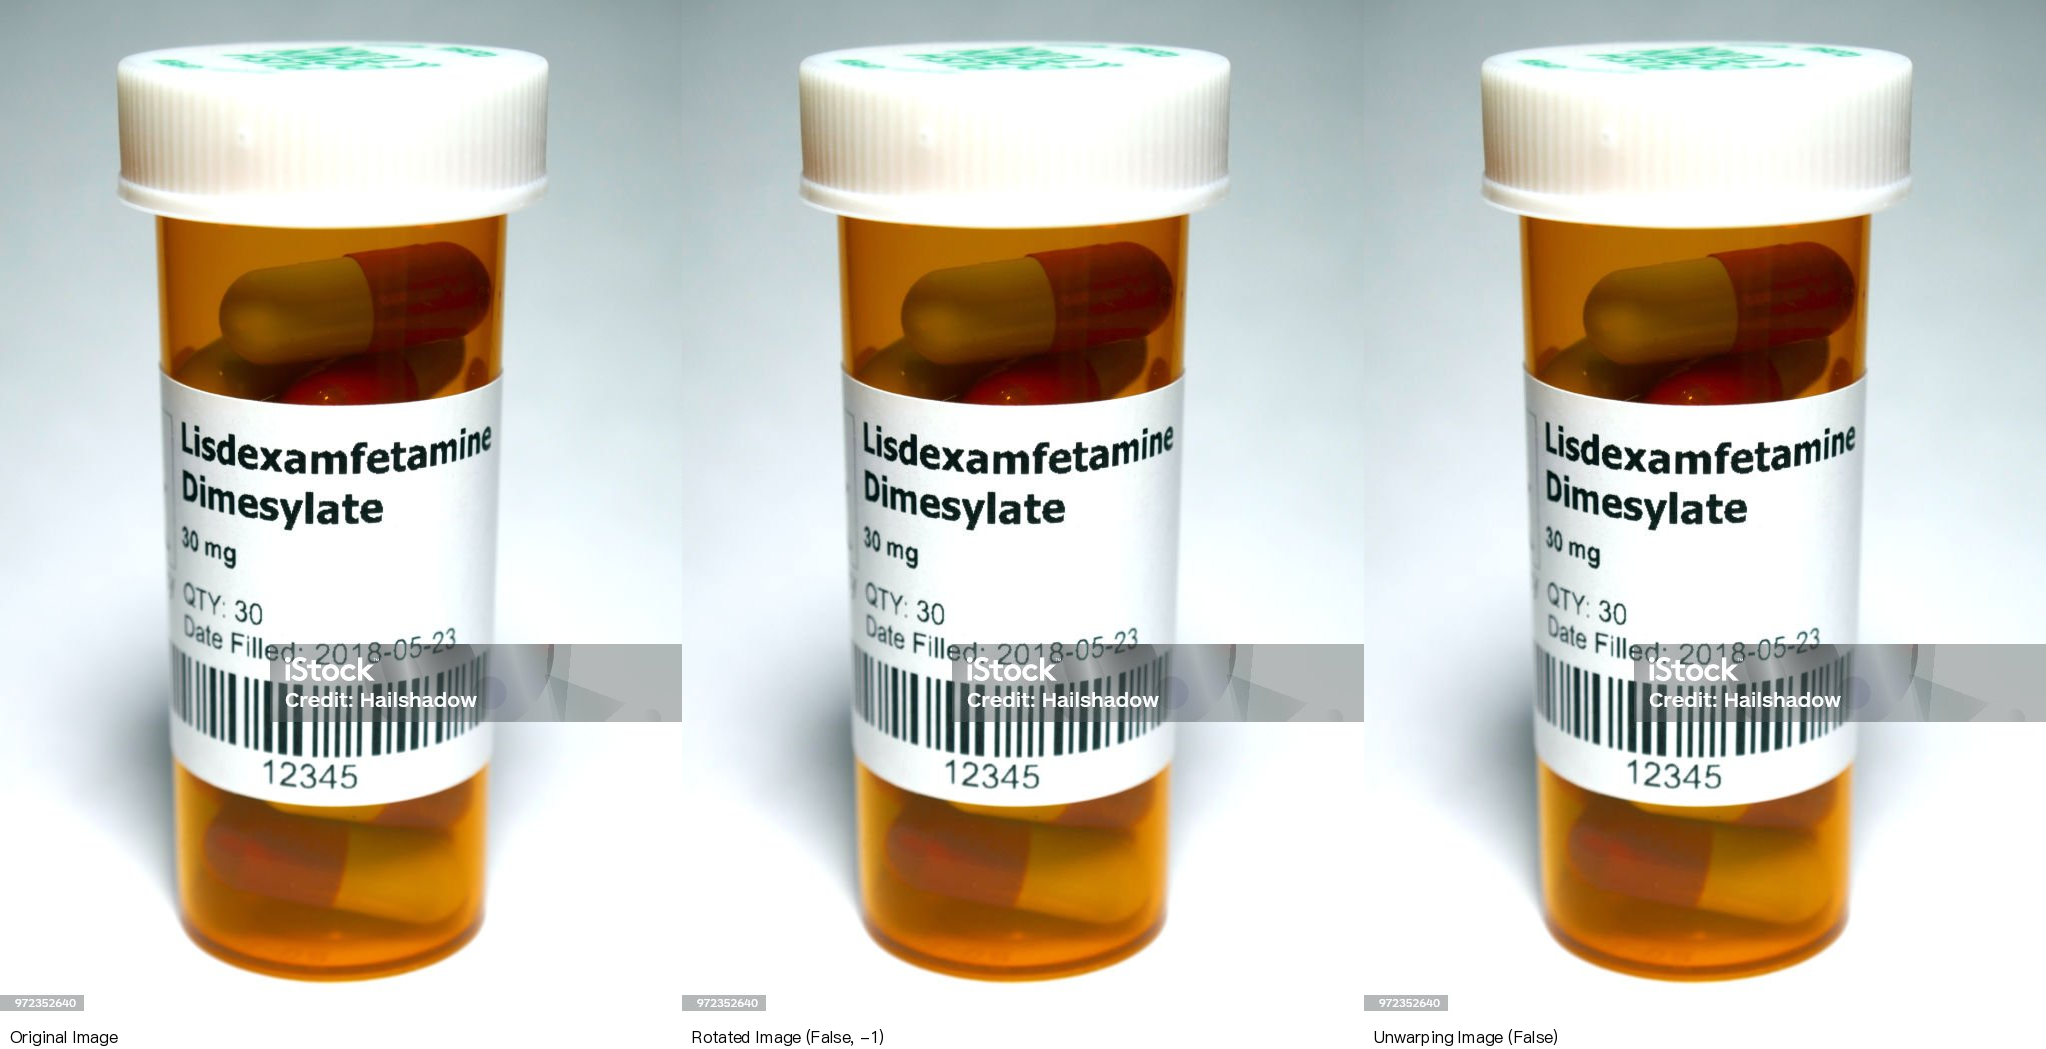 Lisdexamfetamine
Dimesylate
30 mg
QTY: 30
Date Filled: 2018-05-23
iStock
Credit: Hailshadow
12345
972352640
Original Image
Lisdexamfetamine
Dimesylate
30 mg
QTY: 30
Date Filled: 2018-05-23
iStock
Credit: Hailshadow
12345
972352640
Rotated Image (False, -1)
Lisdexamfetamine
Dimesylate
30 mg
QTY: 30
Date Filled: 2018-05-23
iStock
Credit: Hailshadow
12345
972352640
Unwarping Image (False)